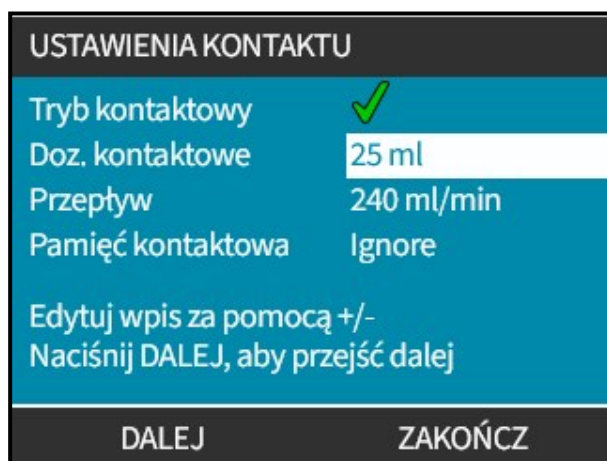 USTAWIENIA KONTAKTU
Tryb kontaktowy
Doz. kontaktowe 25 ml
Przepływ 240 ml/min
Pamięć kontaktowa Ignore
Edytuj wpis za pomocą +/-
Naciśnij DALEJ, aby przejść dalej
DALEJ ZAKOŃCZ